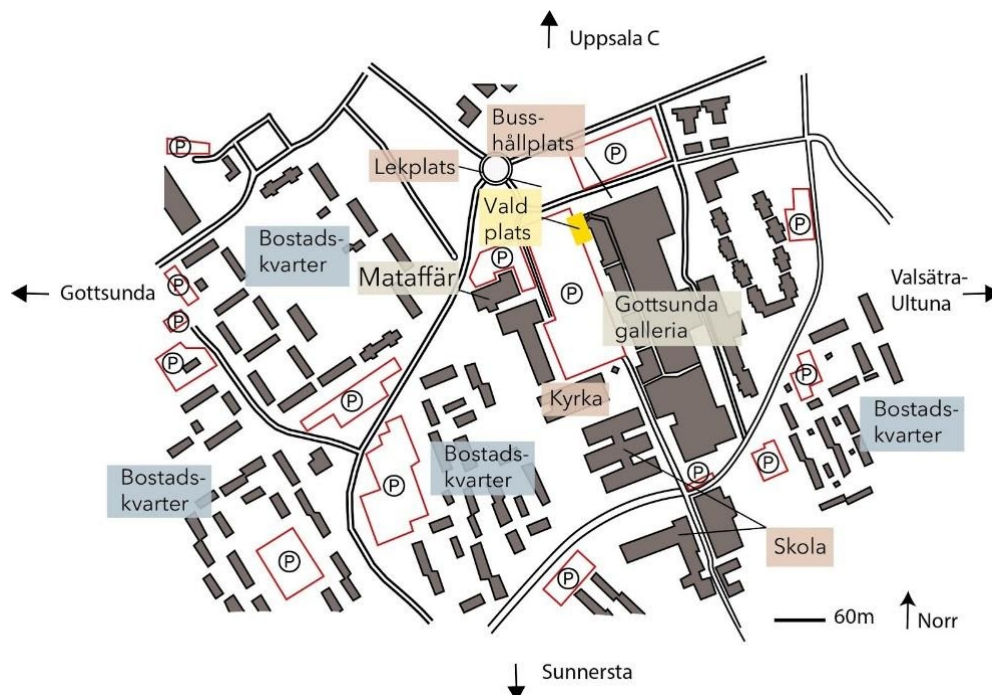 Uppsala C
Buss-
hållplats
P
P
Lekplats
Vald
plats
P
Bostads-
kvarter
P
Mataffär
P
Gottsunda
P
P
Gottsunda
galleria
Valsätra-
Ultuna
P
P
P
P
Kyrka
Bostads-
kvarter
Bostads-
kvarter
Bostads-
kvarter
P
P
P
Skola
P
P
60m
Norr
Sunnersta